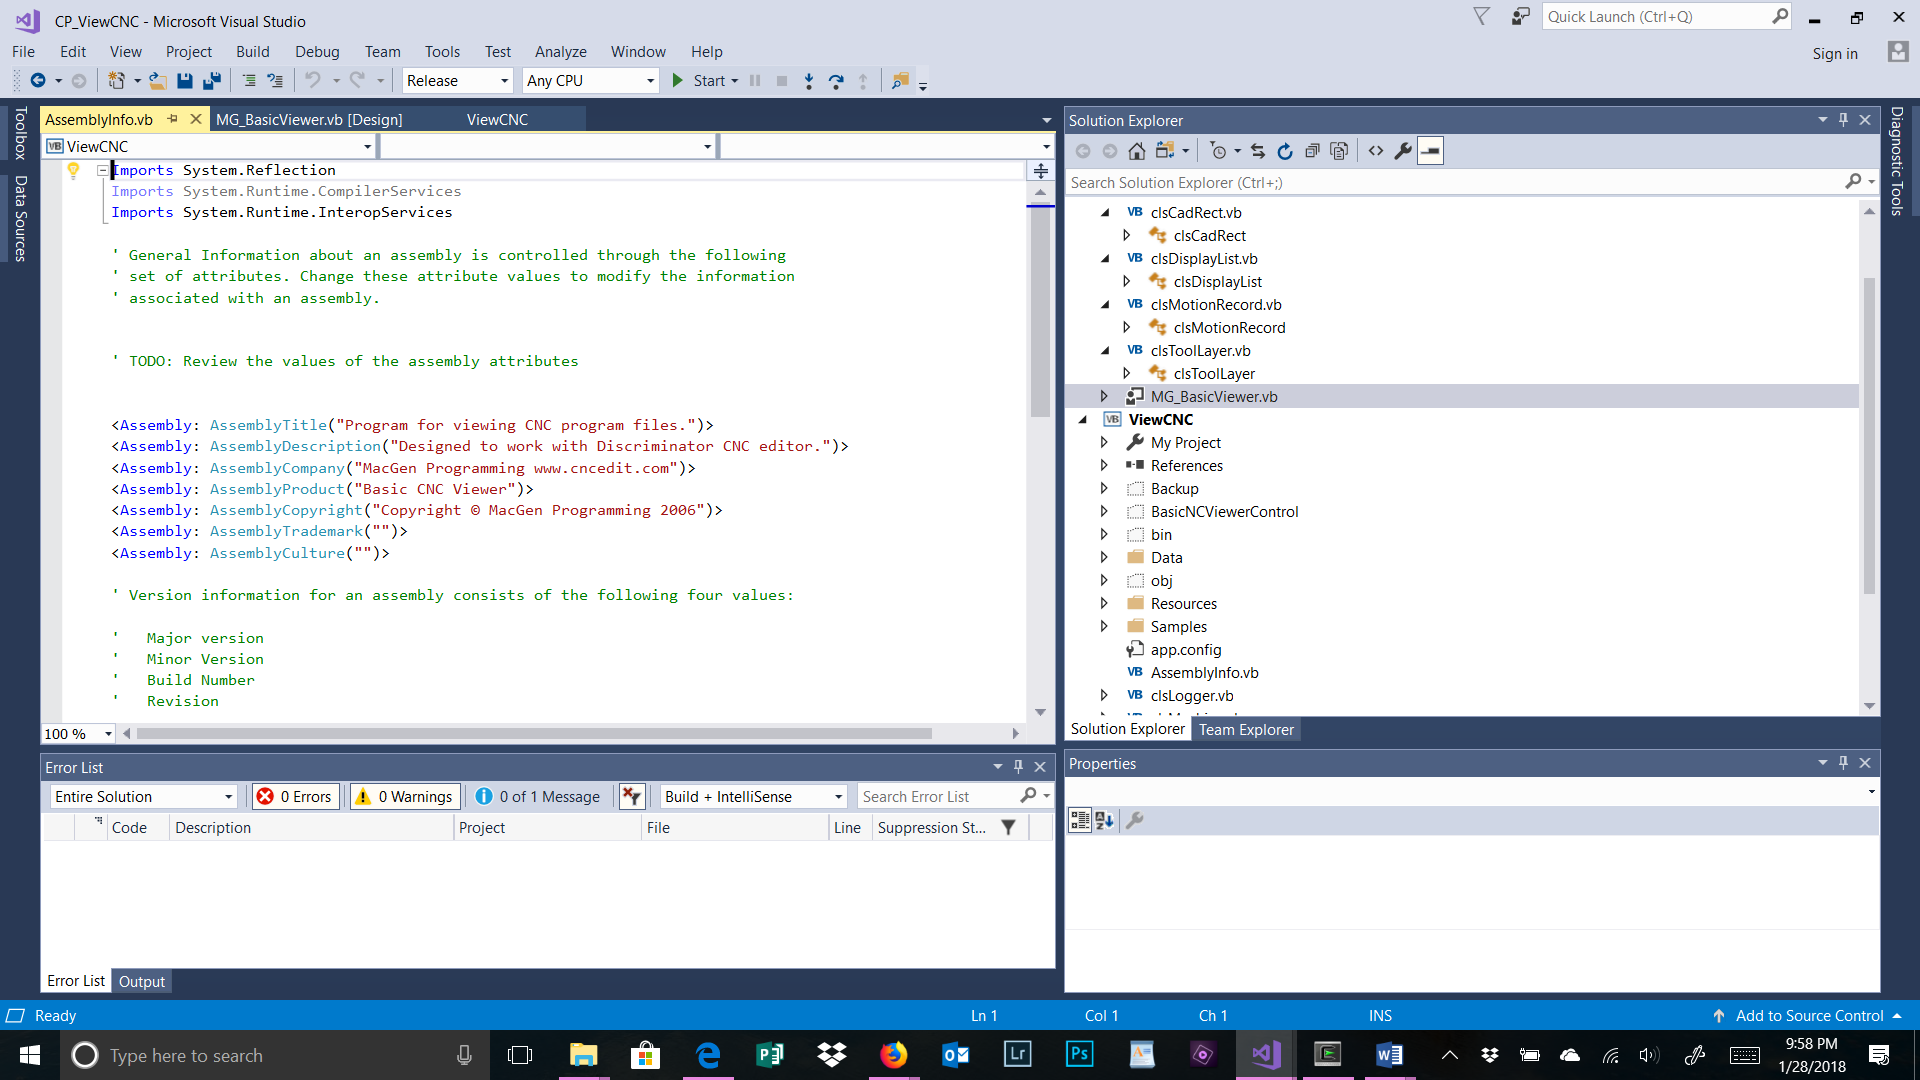 CP_ViewCNC - Microsoft Visual Studio
Quick Launch (Ctrl+Q)
File Edit View Project Build Debug Team Tools Test Analyze Window Help
Sign in
Release Any CPU Start
Toolbox
Data Sources
AssemblyInfo.vb MG_BasicViewer.vb [Design] ViewCNC
VB ViewCNC
Imports System.Reflection
Imports System.Runtime.CompilerServices
Imports System.Runtime.InteropServices
' General Information about an assembly is controlled through the following
' set of attributes. Change these attribute values to modify the information
' associated with an assembly.
' TODO: Review the values of the assembly attributes
<Assembly: AssemblyTitle("Program for viewing CNC program files.")>
<Assembly: AssemblyDescription("Designed to work with Discriminator CNC editor.")>
<Assembly: AssemblyCompany("MacGen Programming www.cncedit.com")>
<Assembly: AssemblyProduct("Basic CNC Viewer")>
<Assembly: AssemblyCopyright("Copyright © MacGen Programming 2006")>
<Assembly: AssemblyTrademark("")>
<Assembly: AssemblyCulture("")>
' Version information for an assembly consists of the following four values:
' Major version
' Minor Version
' Build Number
' Revision
100 %
Error List
Entire Solution 0 Errors 0 Warnings 0 of 1 Message Build + IntelliSense Search Error List
Code Description Project File Line Suppression St...
Error List Output
Solution Explorer
Search Solution Explorer (Ctrl+;)
VB clsCadRect.vb
clsCadRect
VB clsDisplayList.vb
clsDisplayList
VB clsMotionRecord.vb
clsMotionRecord
VB clsToolLayer.vb
clsToolLayer
MG_BasicViewer.vb
VB ViewCNC
My Project
References
Backup
BasicNCViewerControl
bin
Data
obj
Resources
Samples
app.config
VB AssemblyInfo.vb
VB clsLogger.vb
Solution Explorer Team Explorer
Properties
Diagnostic Tools
Ready Ln 1 Col 1 Ch 1 INS Add to Source Control
Type here to search
Lr
Ps
9:58 PM
1/28/2018